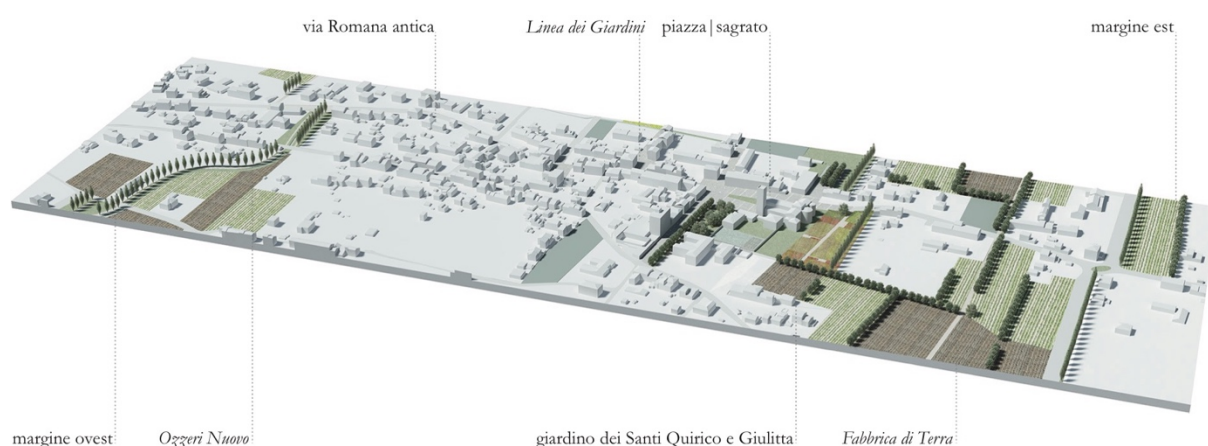 via Romana antica
Linea dei Giardini
piazza|sagrato
margine est
margine ovest
Ozzeri Nuovo
giardino dei Santi Quirico e Giulitta
Fabbrica di Terra